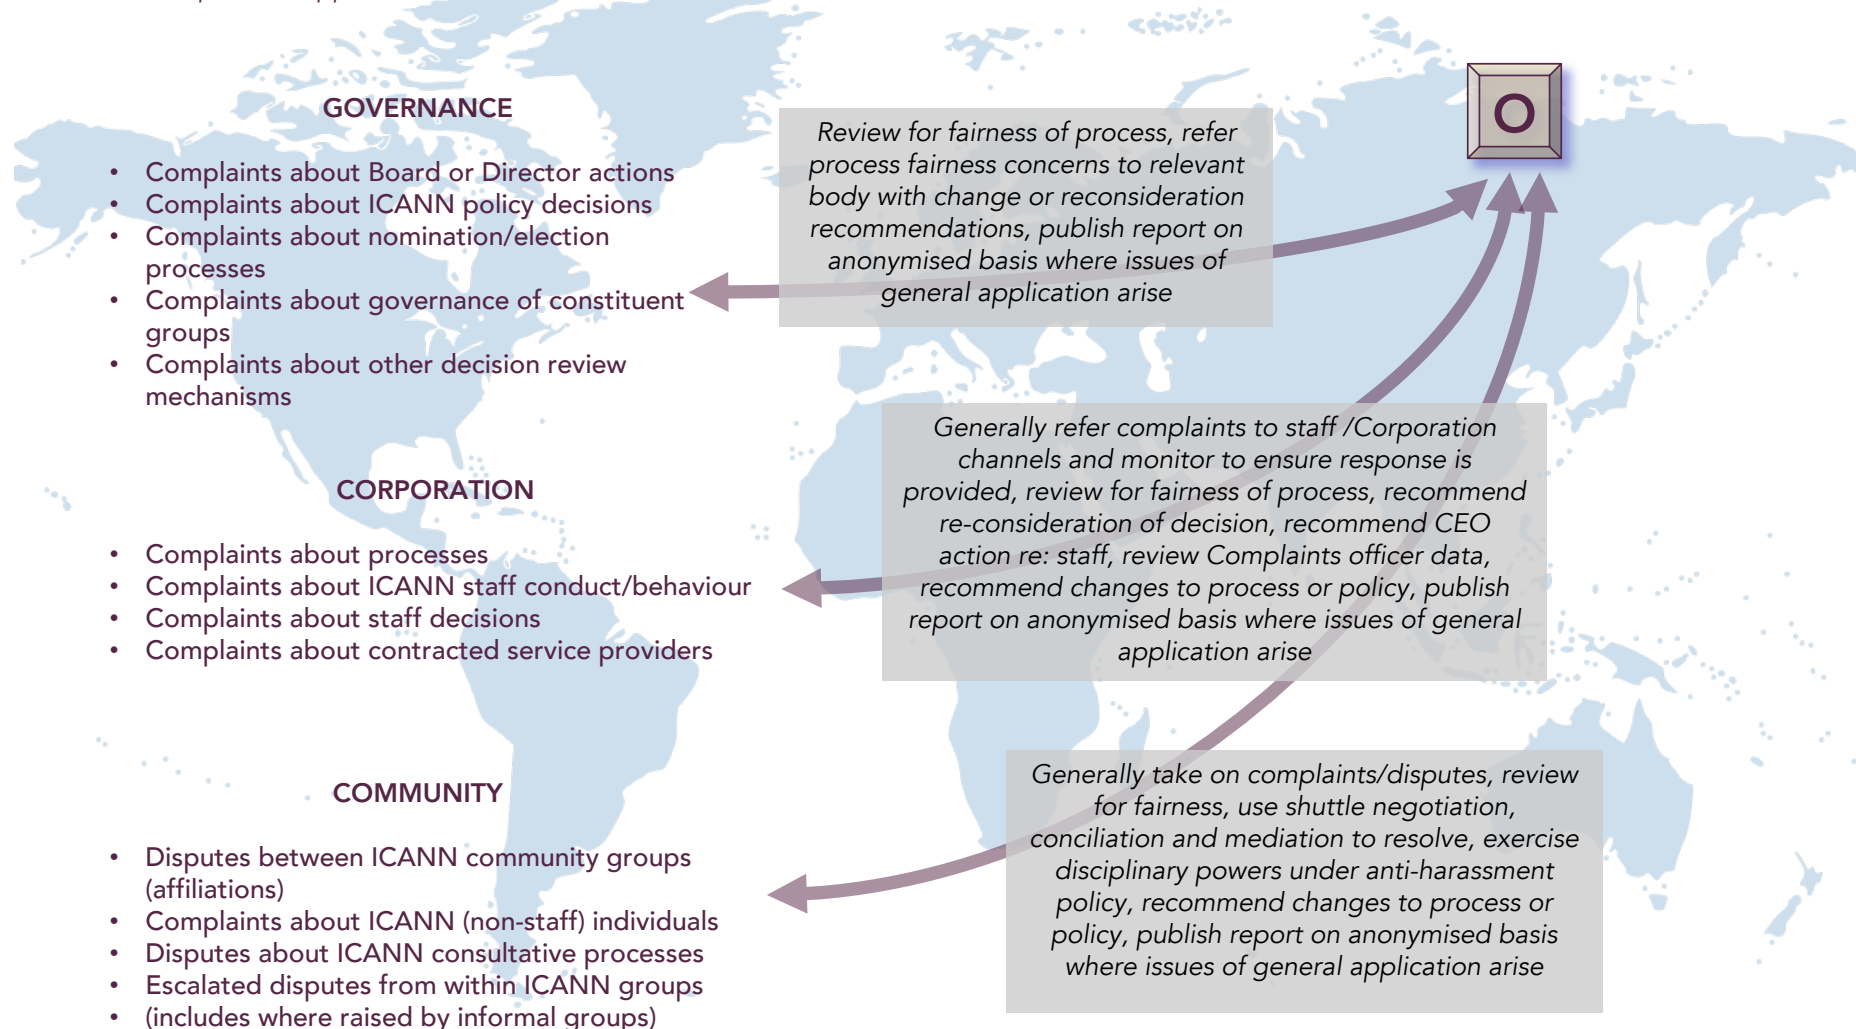 GOVERNANCE
• Complaints about Board or Director actions
• Complaints about ICANN policy decisions
• Complaints about nomination/election
processes
• Complaints about governance of constituent
groups
• Complaints about other decision review
mechanisms
Review for fairness of process, refer
process fairness concerns to relevant
body with change or reconsideration
recommendations, publish report on
anonymised basis where issues of
general application arise
O
CORPORATION
• Complaints about processes
• Complaints about ICANN staff conduct/behaviour
• Complaints about staff decisions
• Complaints about contracted service providers
Generally refer complaints to staff /Corporation
channels and monitor to ensure response is
provided, review for fairness of process, recommend
re-consideration of decision, recommend CEO
action re: staff, review Complaints officer data,
recommend changes to process or policy, publish
report on anonymised basis where issues of general
application arise
COMMUNITY
• Disputes between ICANN community groups
(affiliations)
• Complaints about ICANN (non-staff) individuals
• Disputes about ICANN consultative processes
• Escalated disputes from within ICANN groups
• (includes where raised by informal groups)
Generally take on complaints/disputes, review
for fairness, use shuttle negotiation,
conciliation and mediation to resolve, exercise
disciplinary powers under anti-harassment
policy, recommend changes to process or
policy, publish report on anonymised basis
where issues of general application arise